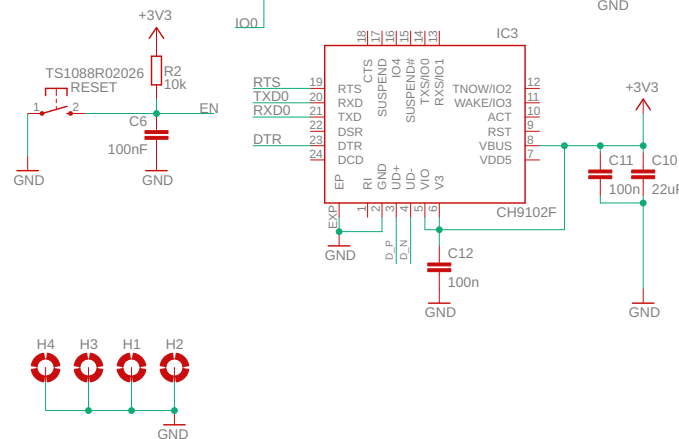 GND
+3V3
IO0
IC3
TS1088R02026
RESET
1
2
R2
10k
EN
C6
100nF
GND
GND
18
17
16
15
14
13
CTS
SUSPEND
IO4
SUSPEND#
TXS/IO0
RXS/IO1
RTS
19
RTS
TXD0
20
RXD
RXD0
21
TXD
22
DSR
DTR
23
DTR
24
DCD
TNOW/IO2
12
WAKE/IO3
11
ACT
10
RST
9
VBUS
8
VDD5
7
EP
RI
GND
UD+
UD-
VIO
V3
EXP
1
2
3
4
5
6
CH9102F
D_P
D_N
GND
C12
100n
GND
+3V3
C11
100n
C10
22uF
GND
H4
H3
H1
H2
GND